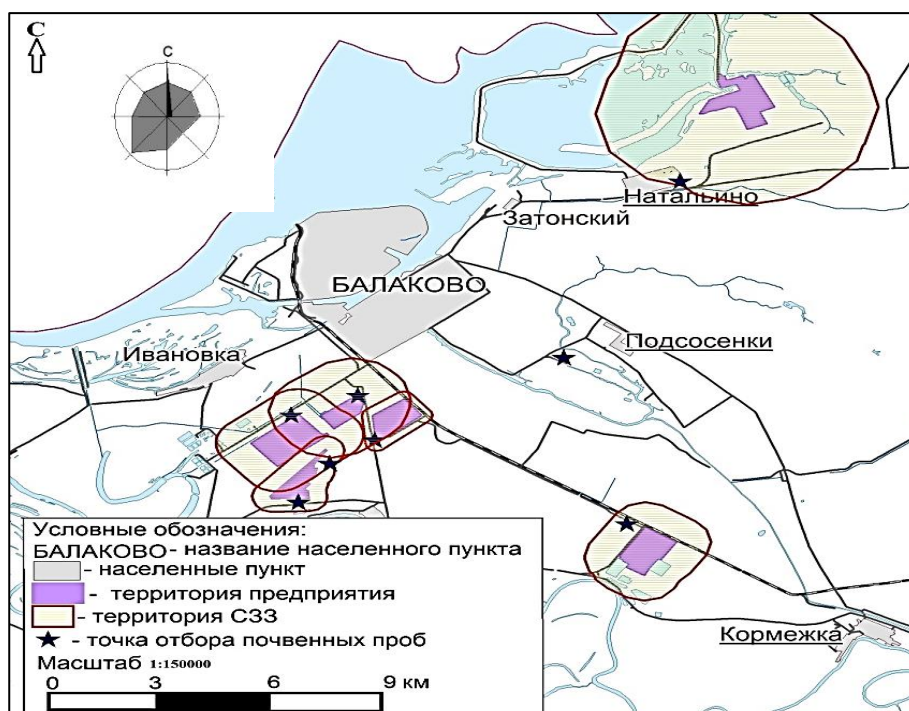 С
С
Натальино
Затонский
БАЛАКОВО
Подсосенки
Ивановка
Условные обозначения:
БАЛАКОВО - название населенного пункта
- населенные пункт
- территория предприятия
- территория СЗЗ
- точка отбора почвенных проб
Масштаб 1:150000
0 3 6 9 км
Кормежка